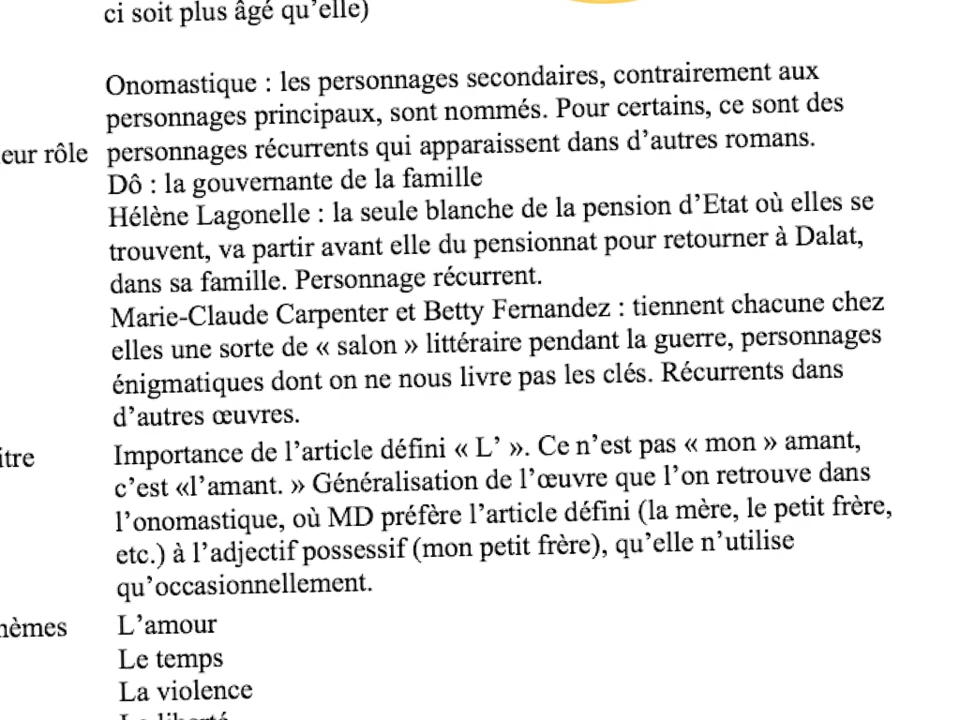 ci soit plus âgé qu'elle)
Onomastique : les personnages secondaires, contrairement aux
personnages principaux, sont nommés. Pour certains, ce sont des
eur rôle personnages récurrents qui apparaissent dans d'autres romans.
Dô : la gouvernante de la famille
Hélène Lagonelle : la seule blanche de la pension d'Etat où elles se
trouvent, va partir avant elle du pensionnat pour retourner à Dalat,
dans sa famille. Personnage récurrent.
Marie-Claude Carpenter et Betty Fernandez : tiennent chacune chez
elles une sorte de « salon » littéraire pendant la guerre, personnages
énigmatiques dont on ne nous livre pas les clés. Récurrents dans
d'autres œuvres.
itre Importance de l'article défini « L' ». Ce n'est pas « mon » amant,
c'est «l'amant. » Généralisation de l'œuvre que l'on retrouve dans
l'onomastique, où MD préfère l'article défini (la mère, le petit frère,
etc.) à l'adjectif possessif (mon petit frère), qu'elle n'utilise
qu'occasionnellement.
hèmes L'amour
Le temps
La violence
La liberté